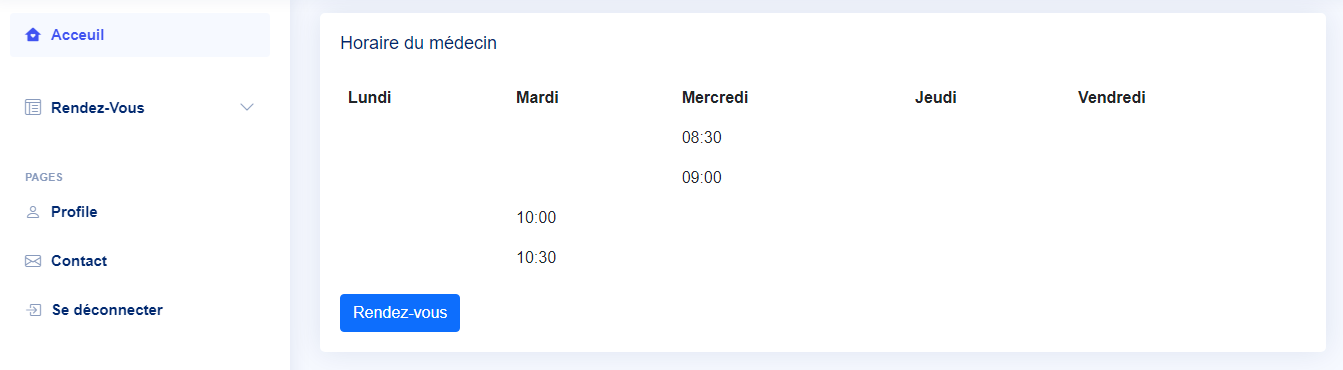 Acceuil
Rendez-Vous
PAGES
Profile
Contact
Se déconnecter
Horaire du médecin
Lundi Mardi Mercredi Jeudi Vendredi
08:30
09:00
10:00
10:30
Rendez-vous